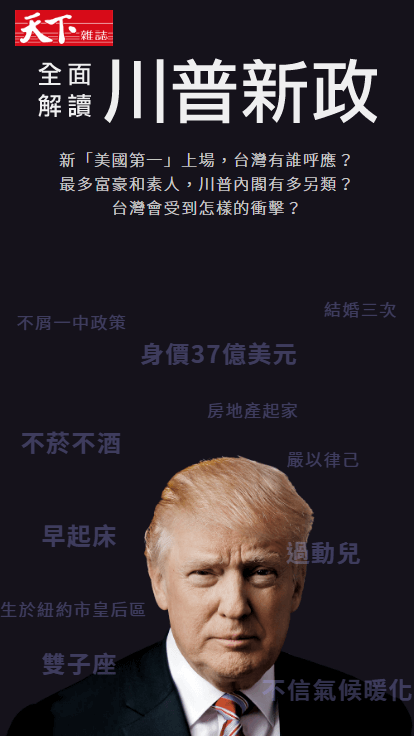 天下雜誌
全面解讀 川普新政
新「美國第一」上場，台灣有誰呼應？
最多富豪和素人，川普內閣有多另類？
台灣會受到怎樣的衝擊？
結婚三次
不屑一中政策
身價37億美元
房地產起家
不菸不酒
嚴以律己
早起床
過動兒
生於紐約市皇后區
雙子座
不信氣候暖化